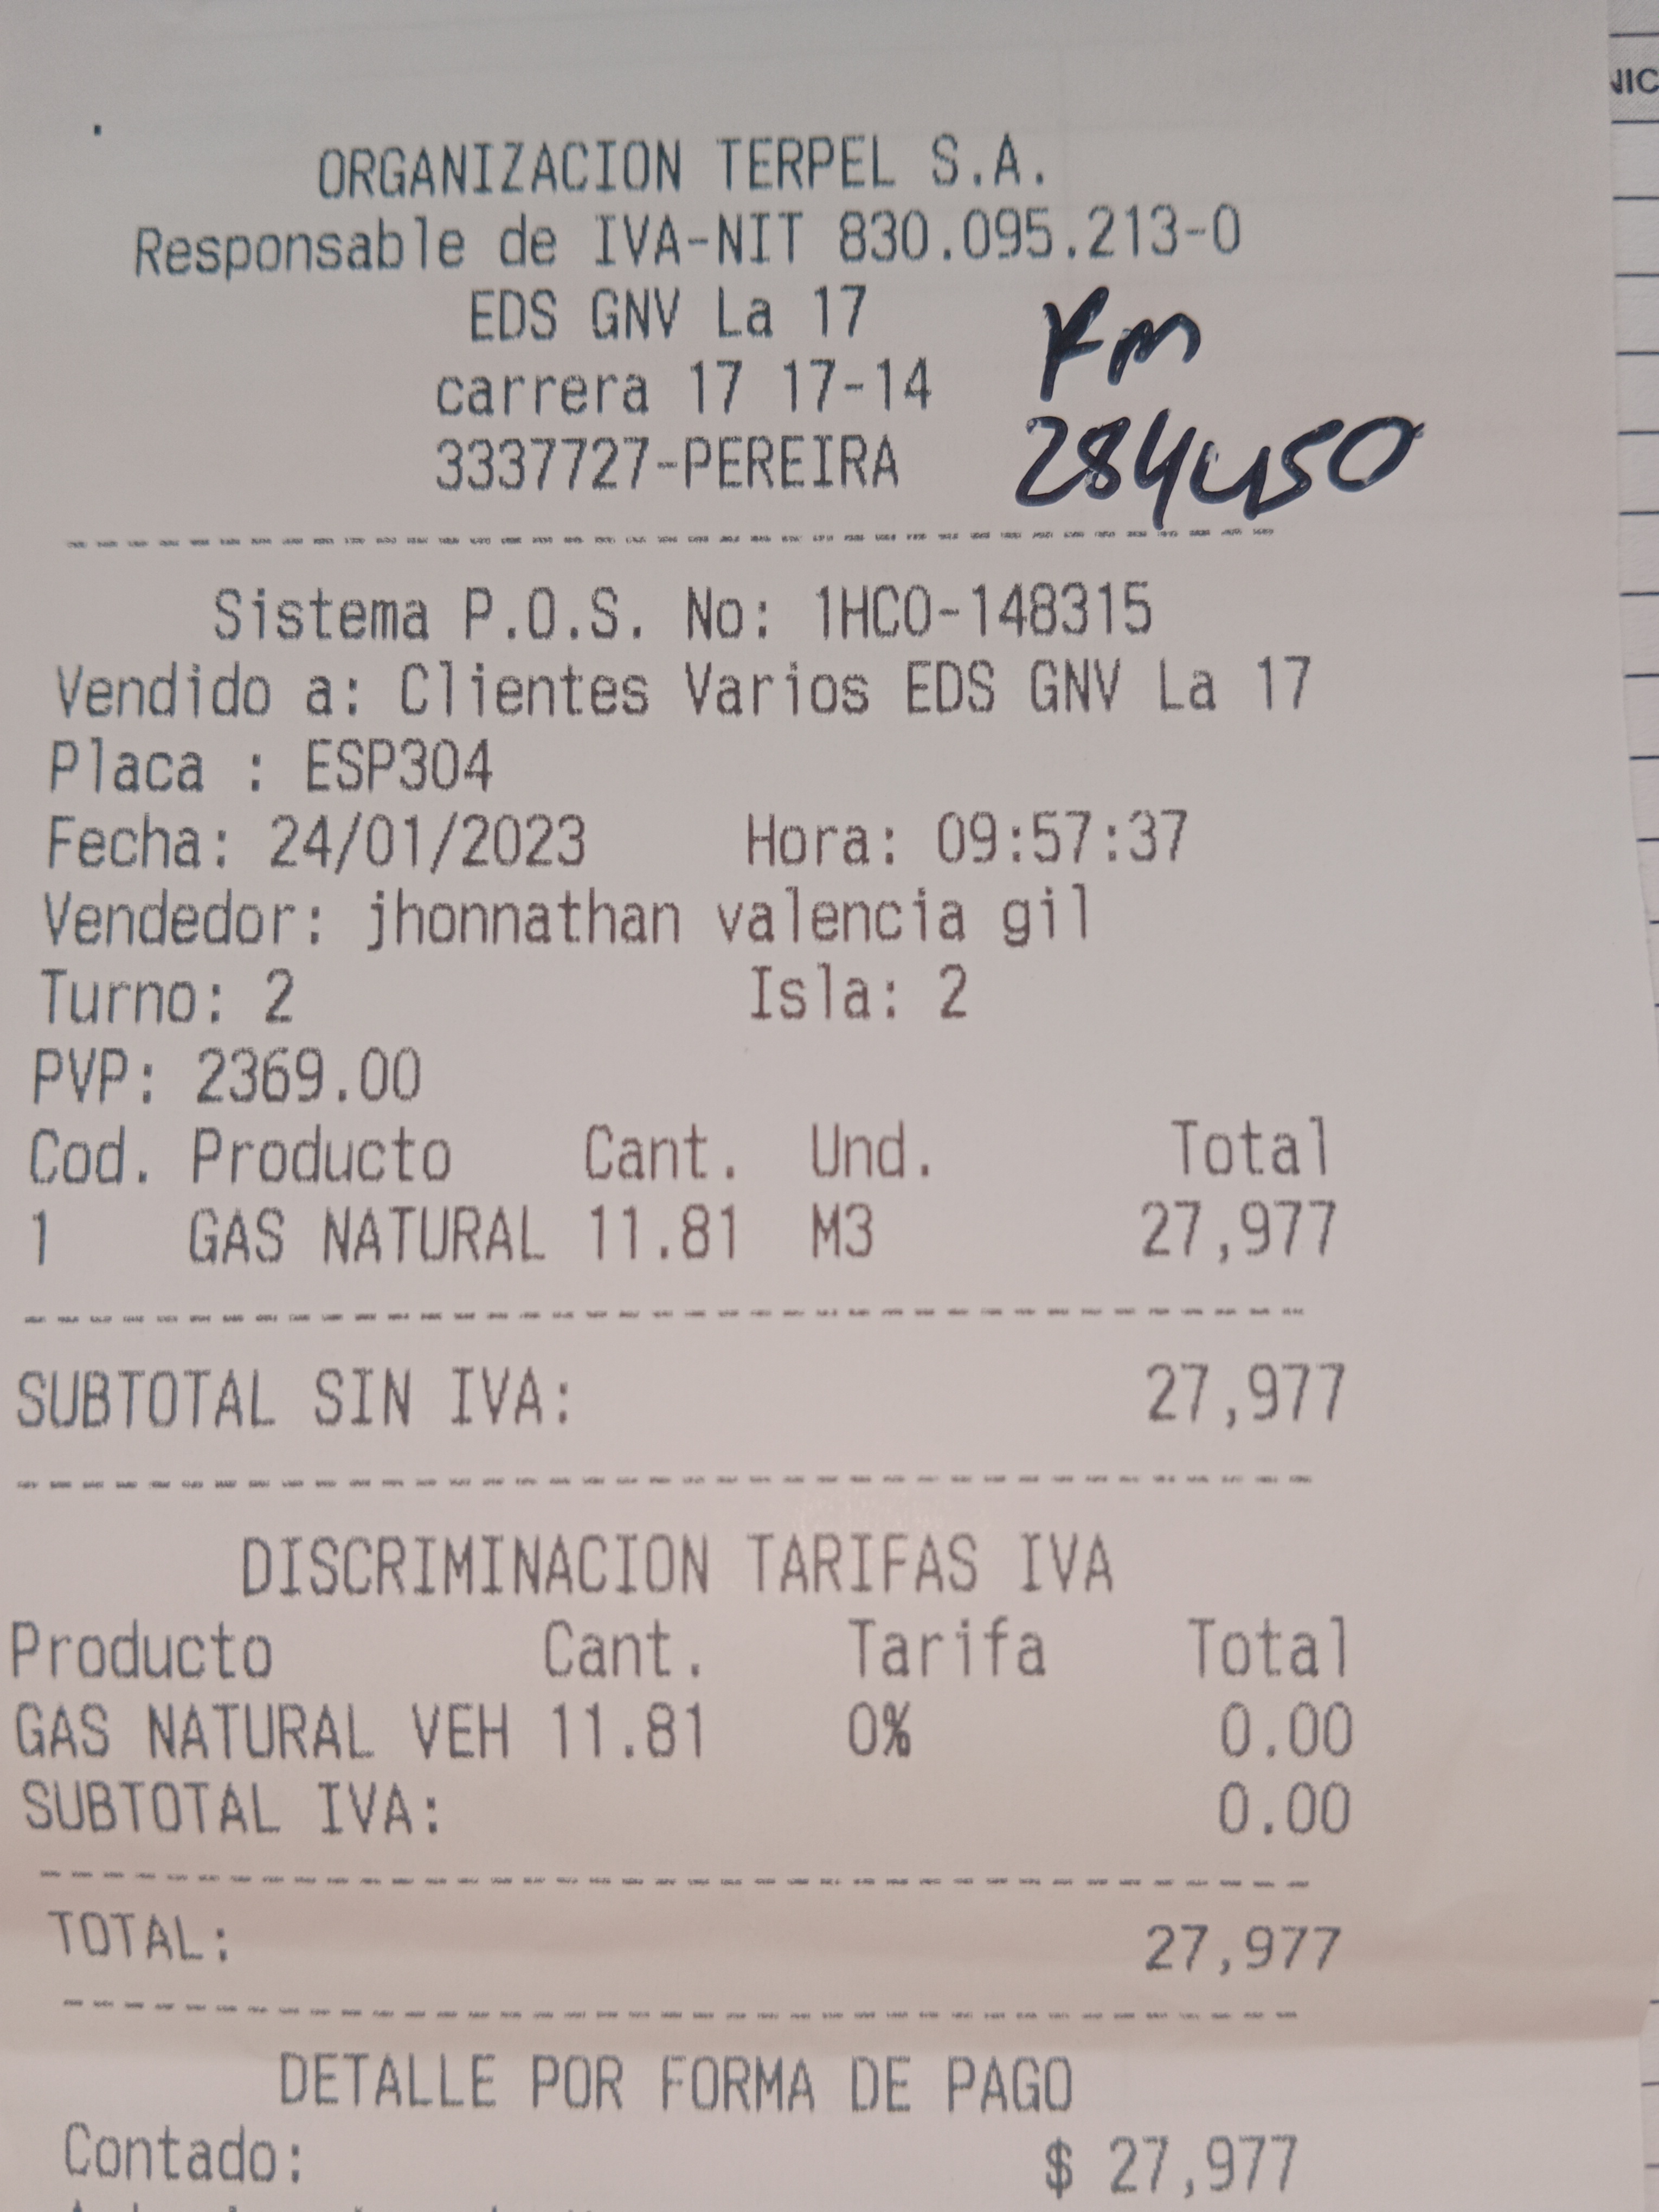 NIC
ORGANIZACION TERPEL S.A.
Responsable de IVA-NIT 830.095.213-0
EDS GNV La 17
carrera 17 17-14
3337727-PEREIRA
Km
284450
Sistema P.O.S. No: 1HCO-148315
Vendido a: Clientes Varios EDS GNV La 17
Placa : ESP304
Fecha: 24/01/2023 Hora: 09:57:37
Vendedor: jhonnathan valencia gil
Turno: 2 Isla: 2
PVP: 2369.00
Cod. Producto Cant. Und. Total
1 GAS NATURAL 11.81 M3 27,977
SUBTOTAL SIN IVA: 27,977
DISCRIMINACION TARIFAS IVA
Producto Cant. Tarifa Total
GAS NATURAL VEH 11.81 0% 0.00
SUBTOTAL IVA: 0.00
TOTAL: 27,977
DETALLE POR FORMA DE PAGO
Contado: $ 27,977